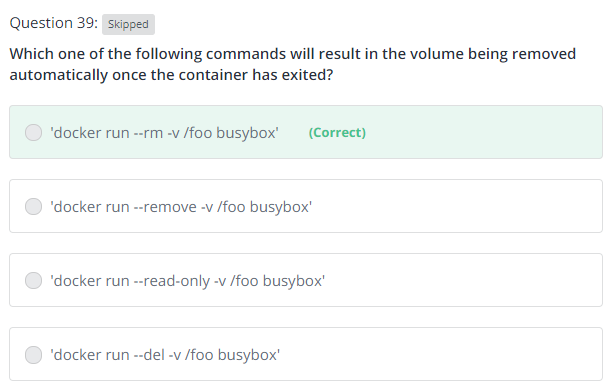 Question 39: Skipped
Which one of the following commands will result in the volume being removed
automatically once the container has exited?
'docker run --rm -v /foo busybox' (Correct)
'docker run --remove -v /foo busybox'
'docker run --read-only -v /foo busybox'
'docker run --del -v /foo busybox'